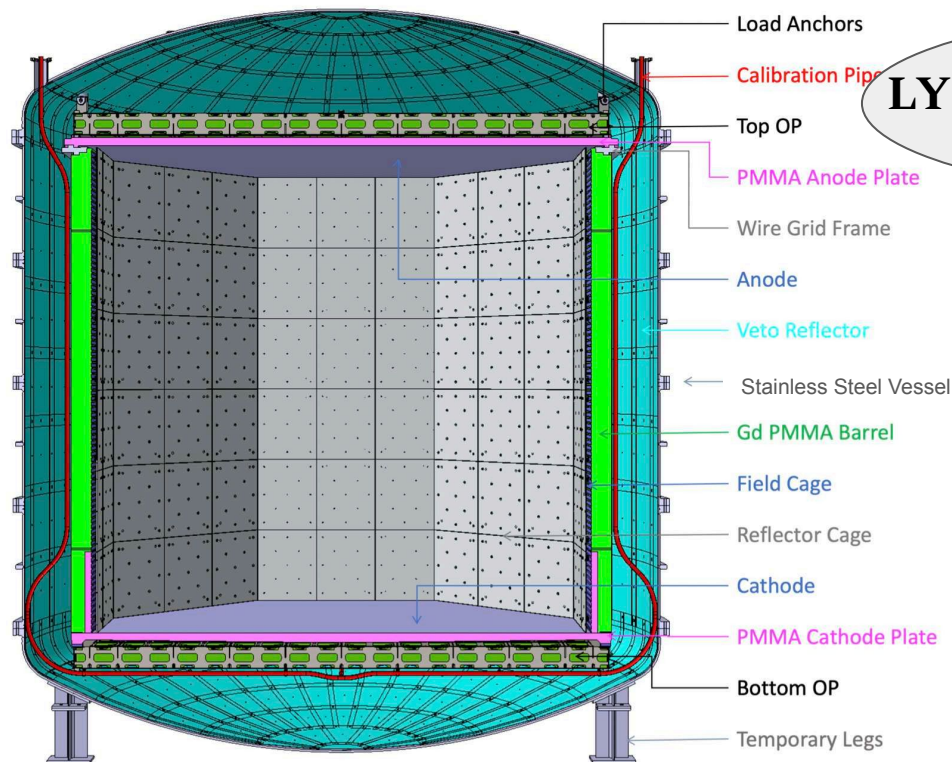 Load Anchors
Calibration Pipe
LY
Top OP
PMMA Anode Plate
Wire Grid Frame
Anode
Veto Reflector
Stainless Steel Vessel
Gd PMMA Barrel
Field Cage
Reflector Cage
Cathode
PMMA Cathode Plate
Bottom OP
Temporary Legs